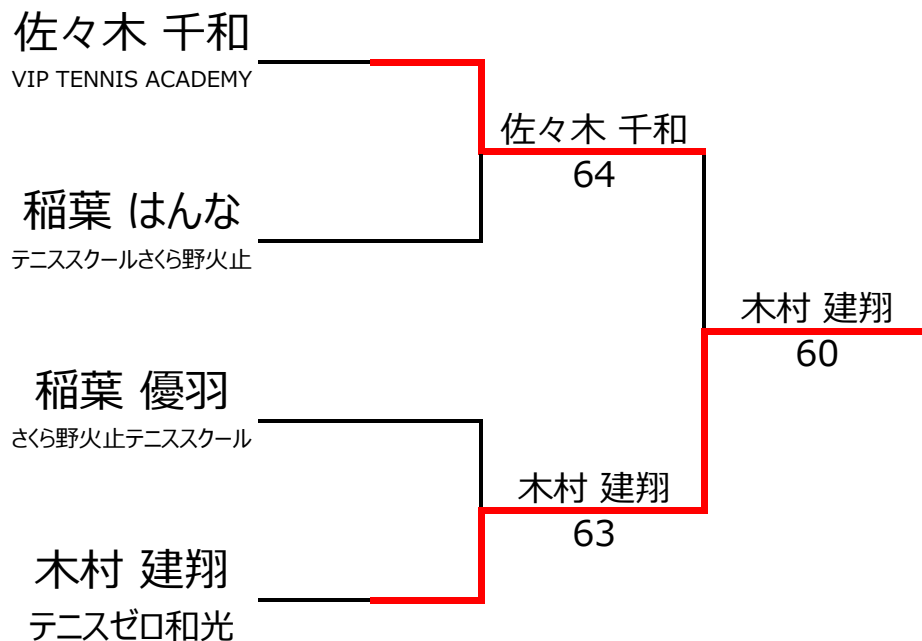 佐々木 千和
VIP TENNIS ACADEMY
佐々木 千和
64
稲葉 はんな
テニススクールさくら野火止
木村 建翔
60
稲葉 優羽
さくら野火止テニススクール
木村 建翔
63
木村 建翔
テニスゼロ和光